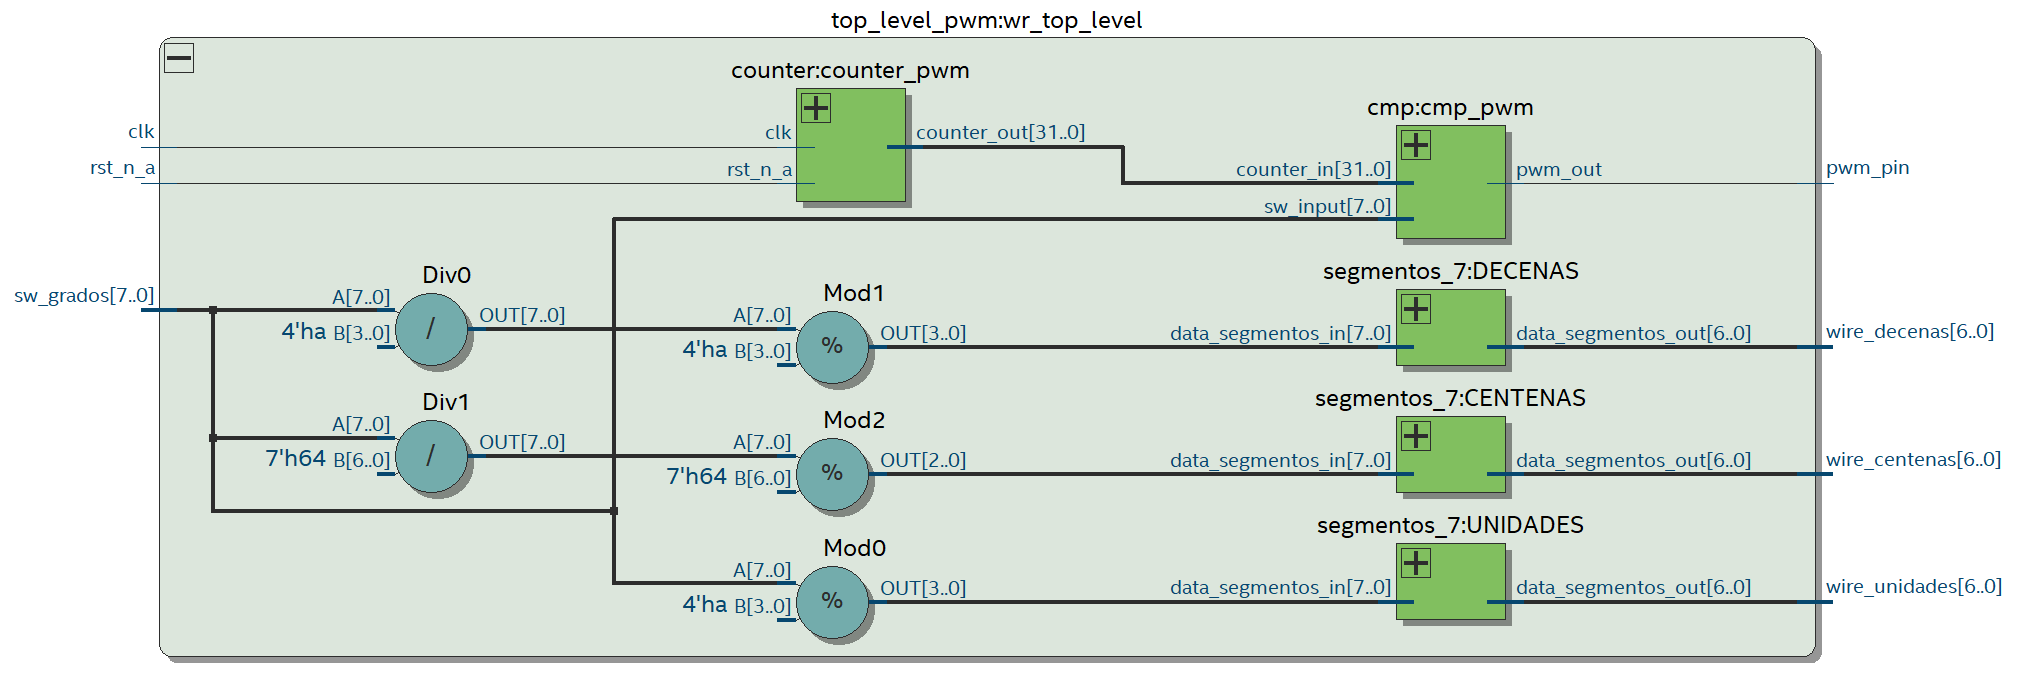 top_level_pwm:wr_top_level
counter:counter_pwm
cmp:cmp_pwm
clk
clk
counter_out[31..0]
rst_n_a
rst_n_a
counter_in[31..0]
pwm_out
pwm_pin
sw_input[7..0]
Div0
segmentos_7:DECENAS
sw_grados[7..0]
A[7..0]
4'ha B[3..0]
/
OUT[7..0]
Mod1
A[7..0]
4'ha B[3..0]
%
OUT[3..0]
data_segmentos_in[7..0]
data_segmentos_out[6..0]
wire_decenas[6..0]
Div1
segmentos_7:CENTENAS
A[7..0]
7'h64 B[6..0]
/
OUT[7..0]
Mod2
A[7..0]
7'h64 B[6..0]
%
OUT[2..0]
data_segmentos_in[7..0]
data_segmentos_out[6..0]
wire_centenas[6..0]
segmentos_7:UNIDADES
Mod0
A[7..0]
4'ha B[3..0]
%
OUT[3..0]
data_segmentos_in[7..0]
data_segmentos_out[6..0]
wire_unidades[6..0]